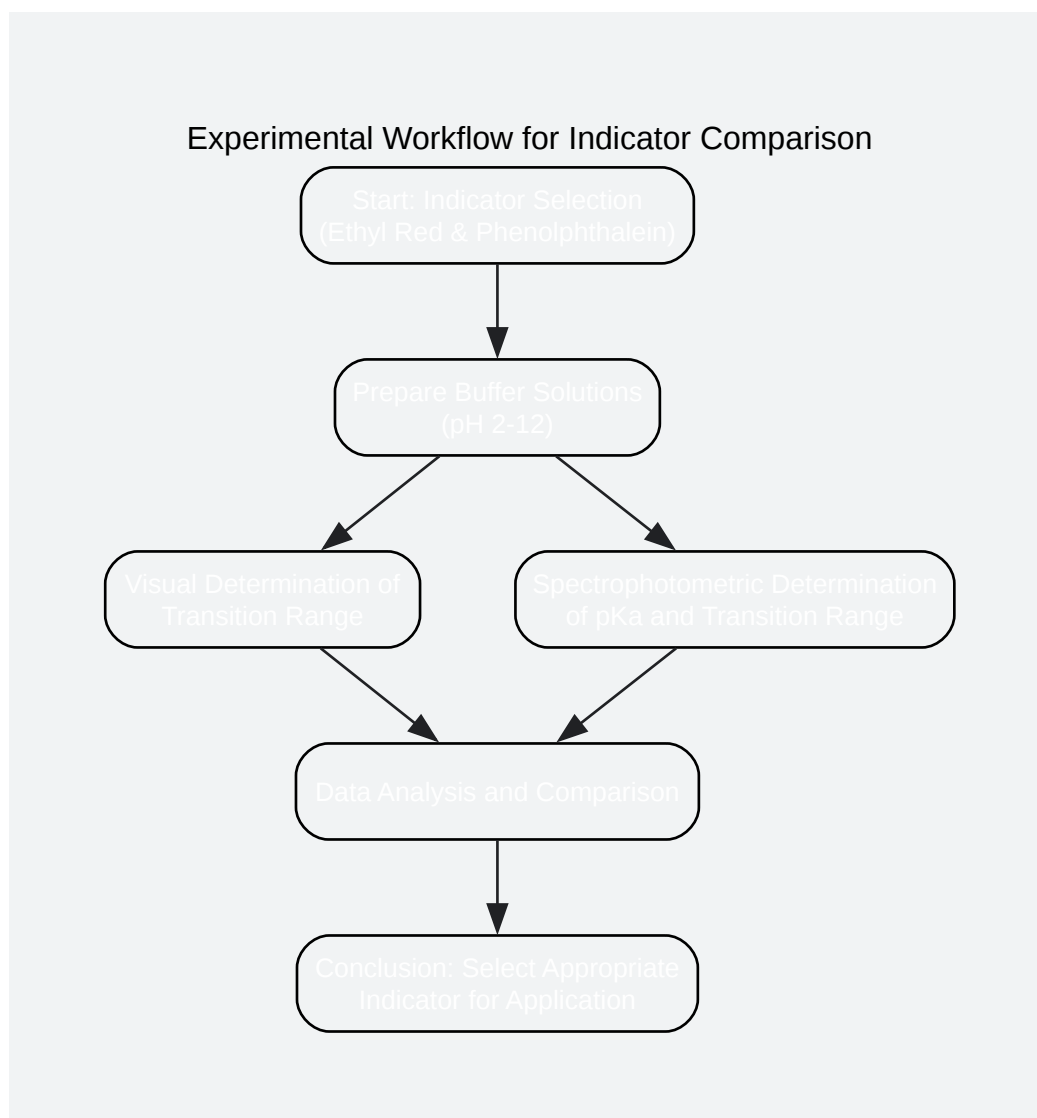 Experimental Workflow for Indicator Comparison
Start: Indicator Selection
(Ethyl Red & Phenolphthalein)
Prepare Buffer Solutions
(pH 2-12)
Visual Determination of
Transition Range
Spectrophotometric Determination
of pKa and Transition Range
Data Analysis and Comparison
Conclusion: Select Appropriate
Indicator for Application